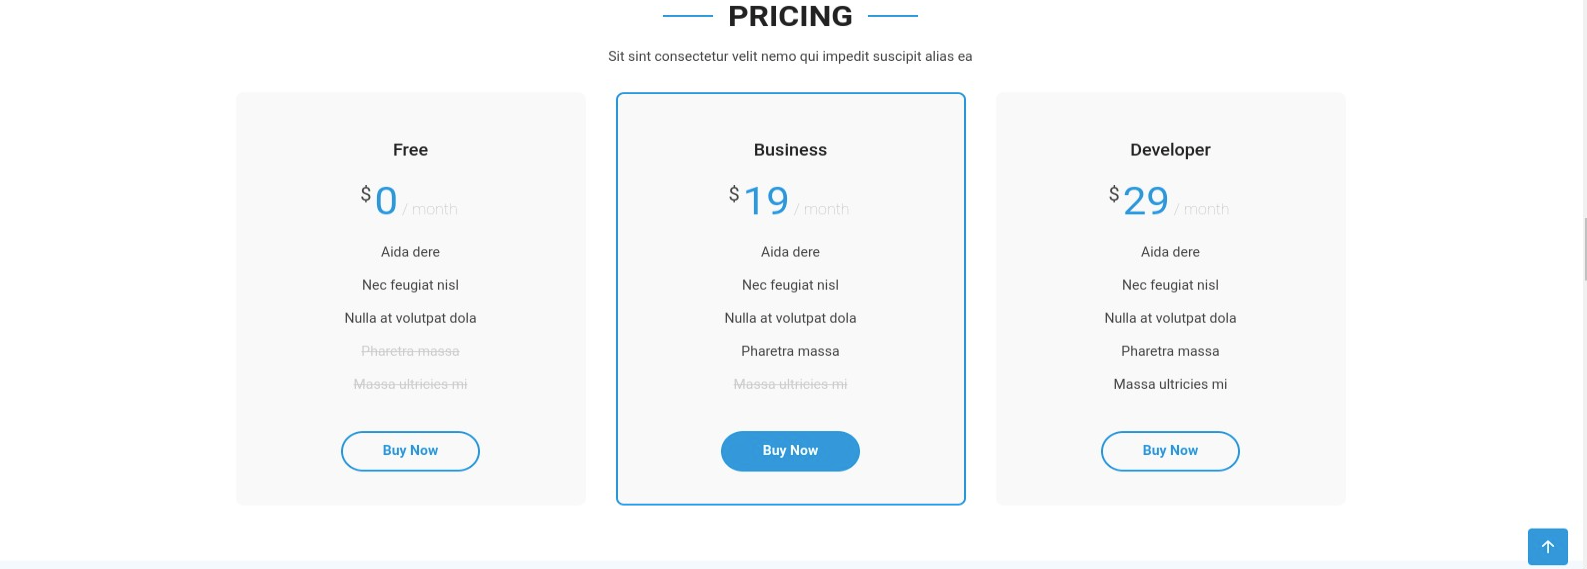 PRICING
Sit sint consectetur velit nemo qui impedit suscipit alias ea
Free
$0 / month
Aida dere
Nec feugiat nisl
Nulla at volutpat dola
Pharetra massa
Massa ultricies mi
Buy Now
Business
$19 / month
Aida dere
Nec feugiat nisl
Nulla at volutpat dola
Pharetra massa
Massa ultricies mi
Buy Now
Developer
$29 / month
Aida dere
Nec feugiat nisl
Nulla at volutpat dola
Pharetra massa
Massa ultricies mi
Buy Now